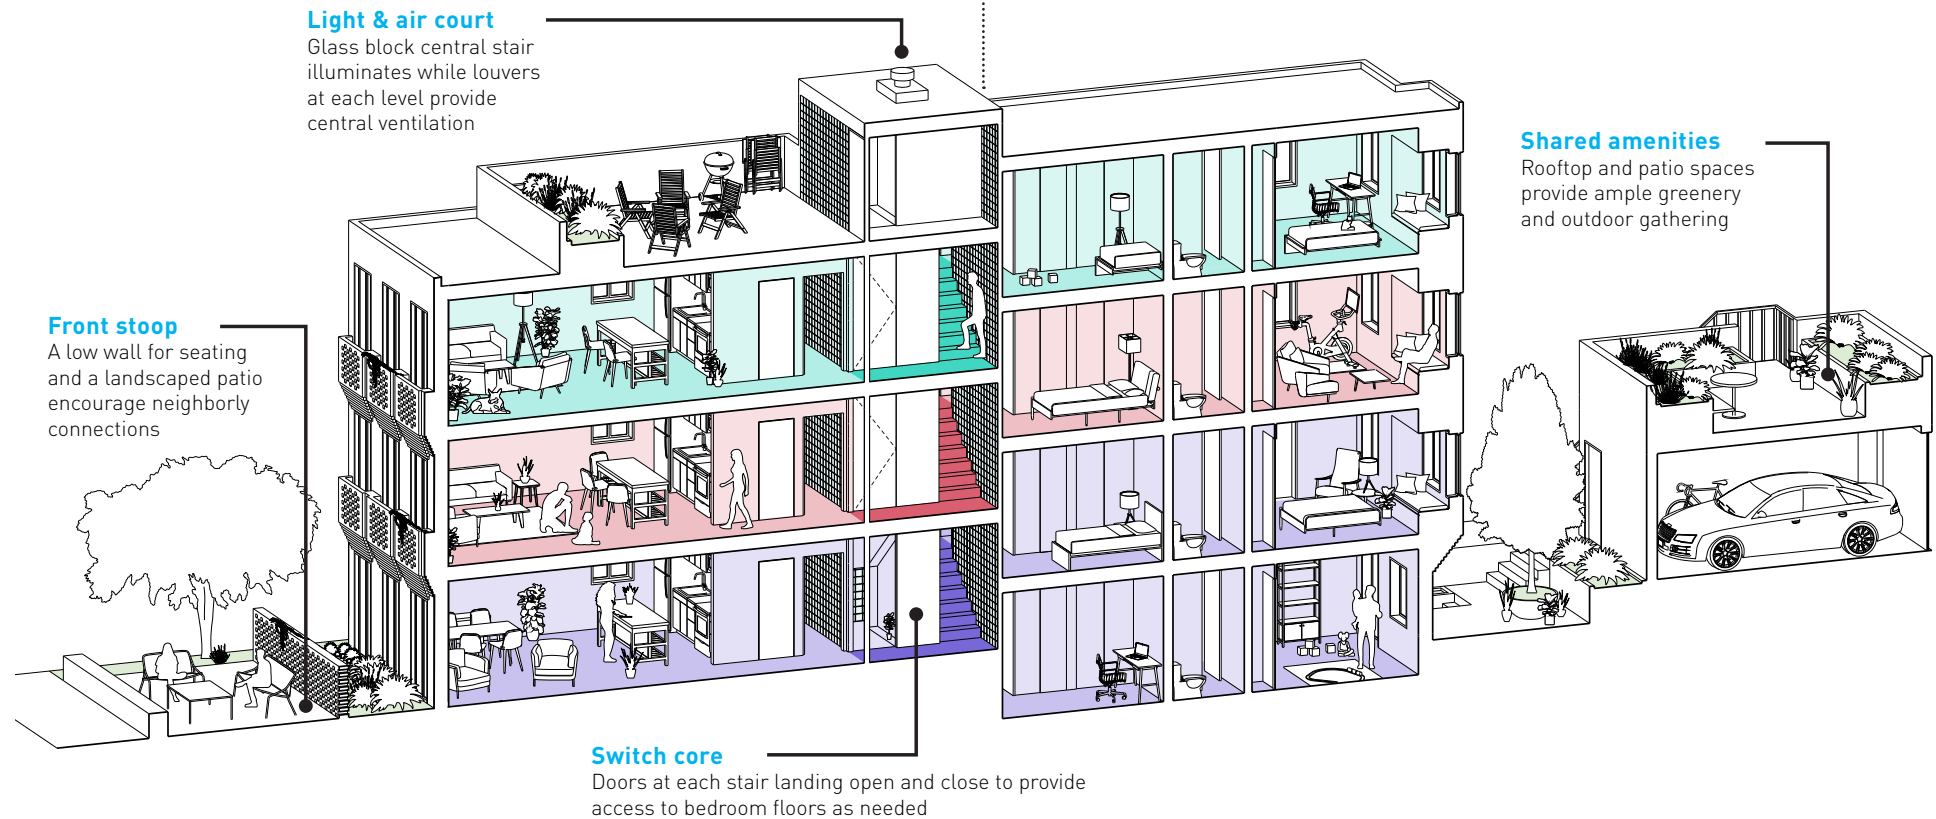 Light & air court
Glass block central stair
illuminates while louvers
at each level provide
central ventilation
Shared amenities
Rooftop and patio spaces
provide ample greenery
and outdoor gathering
Front stoop
A low wall for seating
and a landscaped patio
encourage neighborly
connections
Switch core
Doors at each stair landing open and close to provide
access to bedroom floors as needed